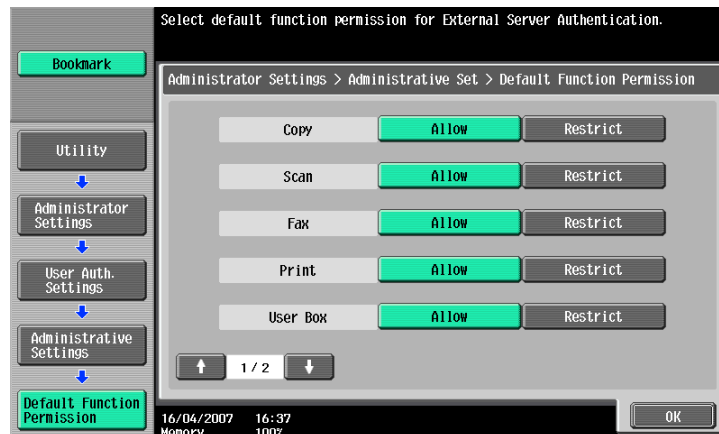 Select default function permission for External Server Authentication.
Bookmark
Administrator Settings > Administrative Set > Default Function Permission
Copy Allow Restrict
Scan Allow Restrict
Fax Allow Restrict
Print Allow Restrict
User Box Allow Restrict
1/2
Utility
Administrator
Settings
User Auth.
Settings
Administrative
Settings
Default Function
Permission
16/04/2007 16:37
Memory 100%
OK